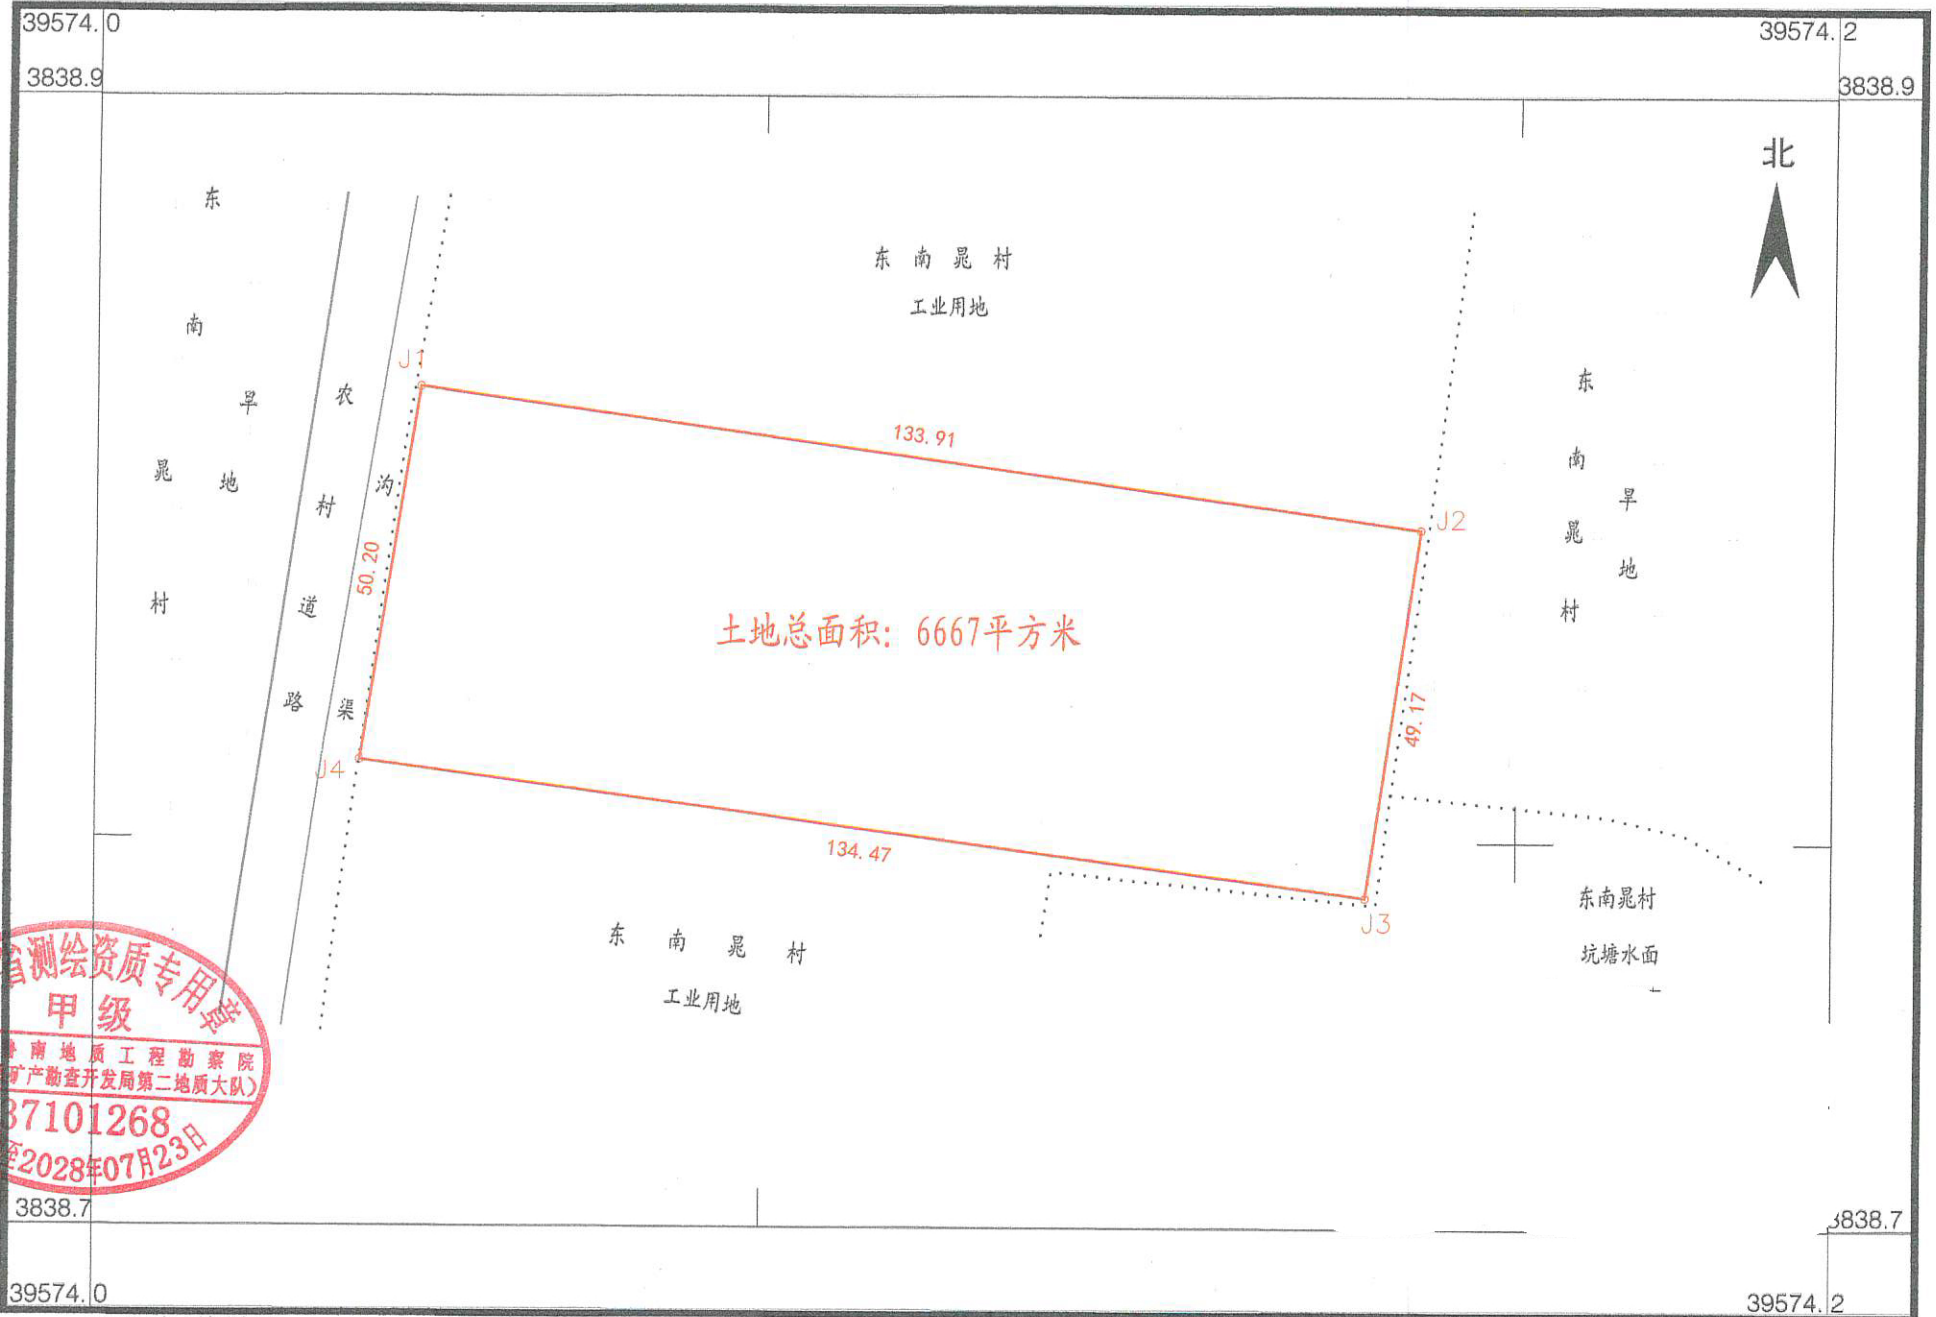 39574.0
39574.2
3838.9
3838.9
北
东南晁村
旱地
农村道路
沟渠
东南晁村
工业用地
东南晁村
旱地
J1
133.91
J2
50.20
土地总面积: 6667平方米
49.17
J4
134.47
J3
东南晁村
工业用地
东南晁村
坑塘水面
省测绘资质专用章
甲级
南地质工程勘察院
矿产勘查开发局第二地质大队)
37101268
至2028年07月23日
3838.7
3838.7
39574.0
39574.2